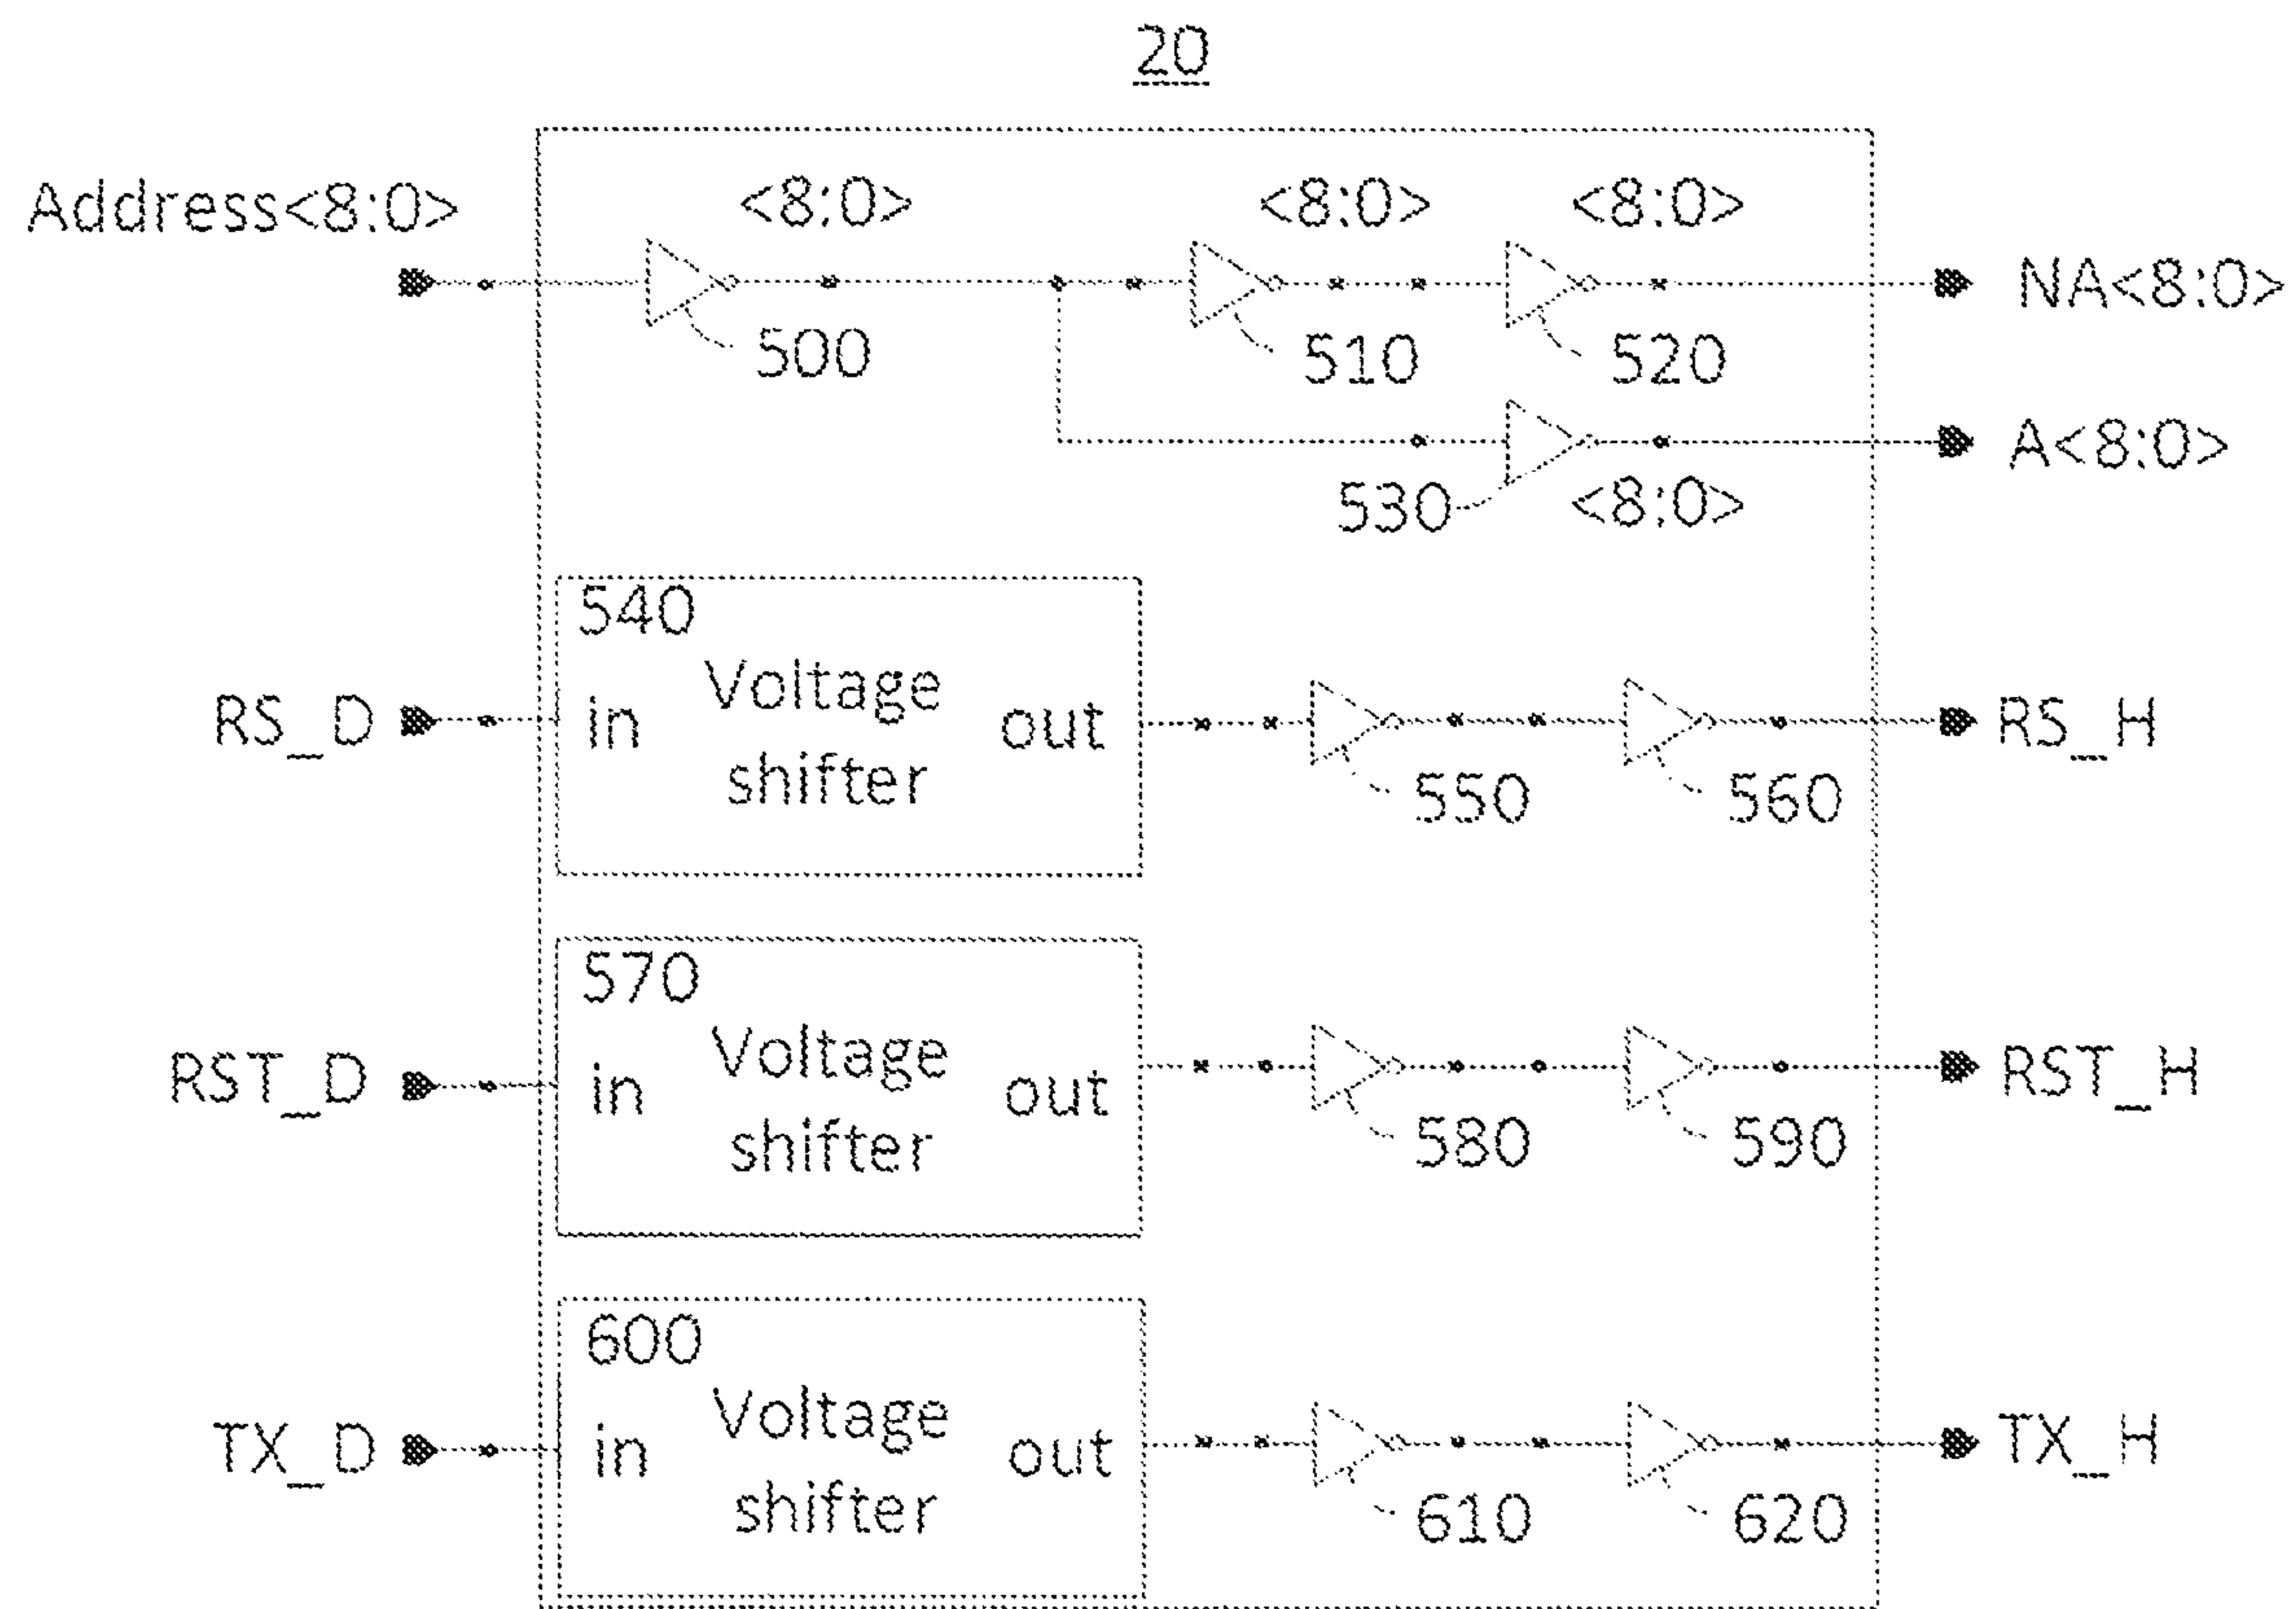 20
Address<8:0>
<8:0>
<8:0>
<8:0>
500
510
520
NA<8:0>
530
<8:0>
A<8:0>
RS_D
540
in
Voltage
shifter
out
550
560
RS_H
RST_D
570
in
Voltage
shifter
out
580
590
RST_H
TX_D
600
in
Voltage
shifter
out
610
620
TX_H